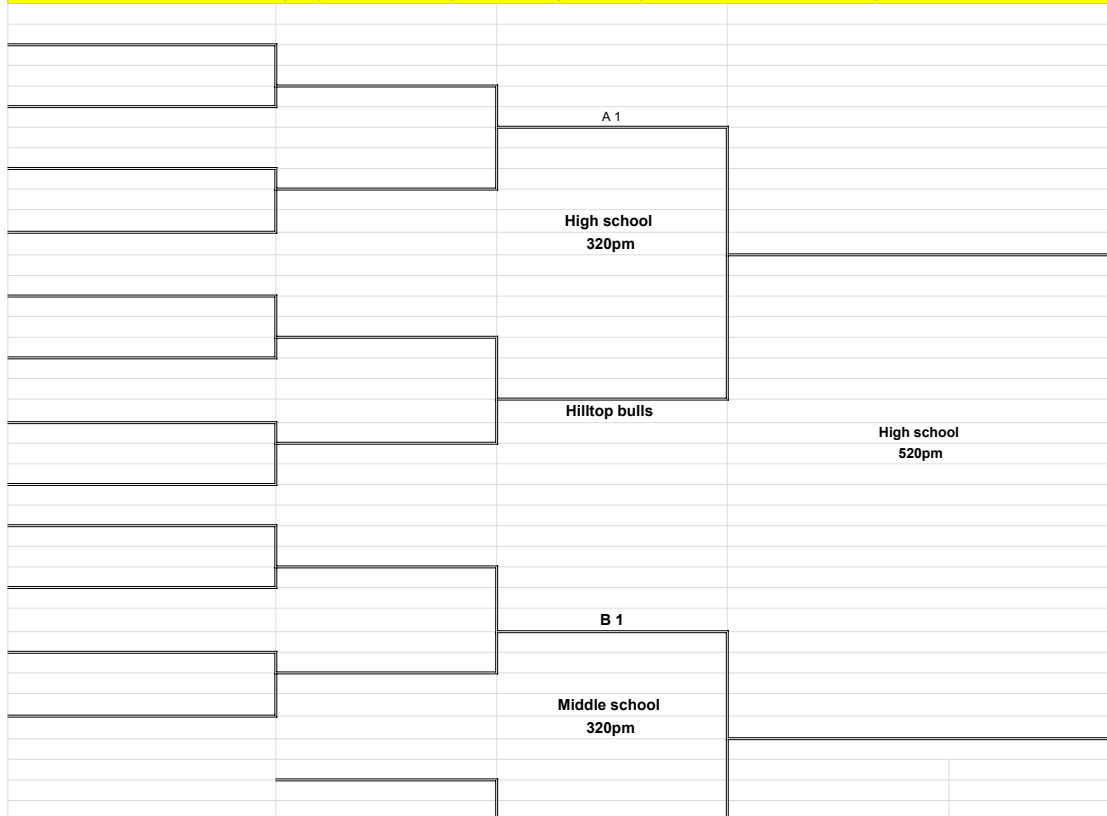 A 1
High school
320pm
Hilltop bulls
High school
520pm
B 1
Middle school
320pm